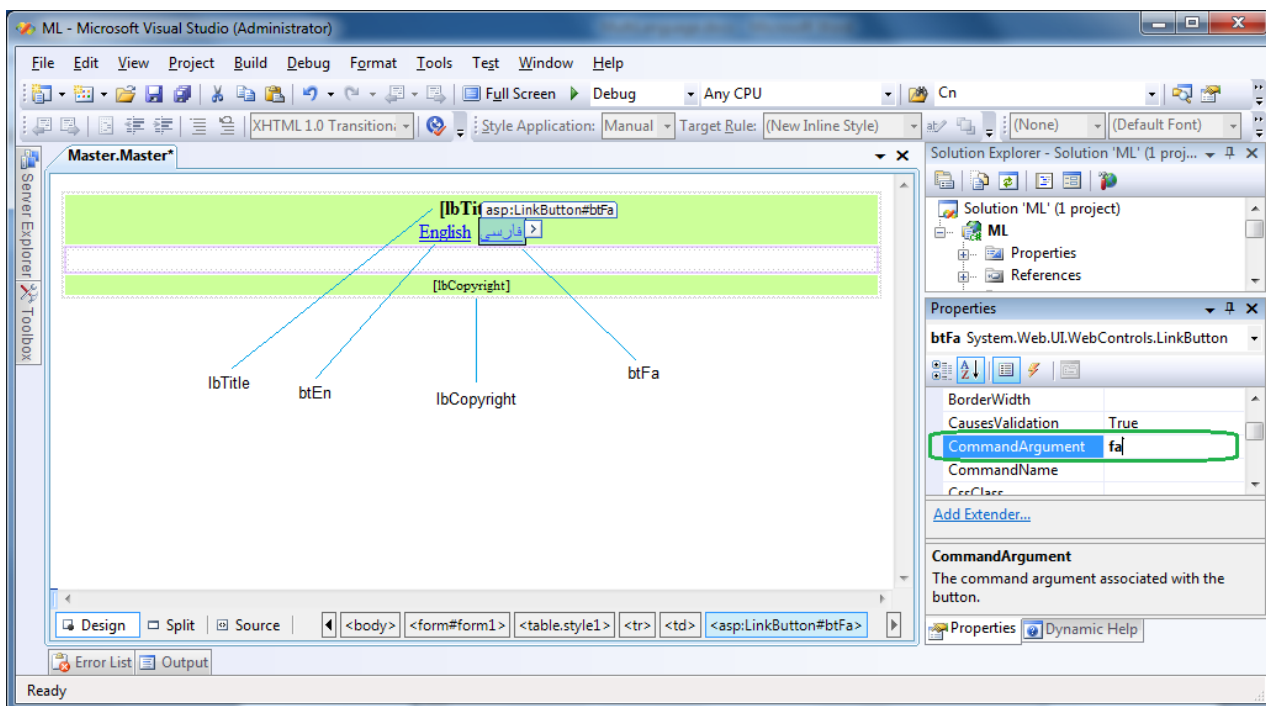 ML - Microsoft Visual Studio (Administrator)
File Edit View Project Build Debug Format Tools Test Window Help
Full Screen Debug Any CPU Cn
XHTML 1.0 Transition: Style Application: Manual Target Rule: (New Inline Style) (None) (Default Font)
Server Explorer
Toolbox
Master.Master*
[lbTit
asp:LinkButton#btFa
English فارسی
[lbCopyright]
lbTitle
btEn
lbCopyright
btFa
Design Split Source <body> <form#form1> <table.style1> <tr> <td> <asp:LinkButton#btFa>
Solution Explorer - Solution 'ML' (1 proj...
Solution 'ML' (1 project)
ML
Properties
References
Properties
btFa System.Web.UI.WebControls.LinkButton
BorderWidth
CausesValidation True
CommandArgument fa
CommandName
CssClass
Add Extender...
CommandArgument
The command argument associated with the
button.
Properties Dynamic Help
Error List Output
Ready